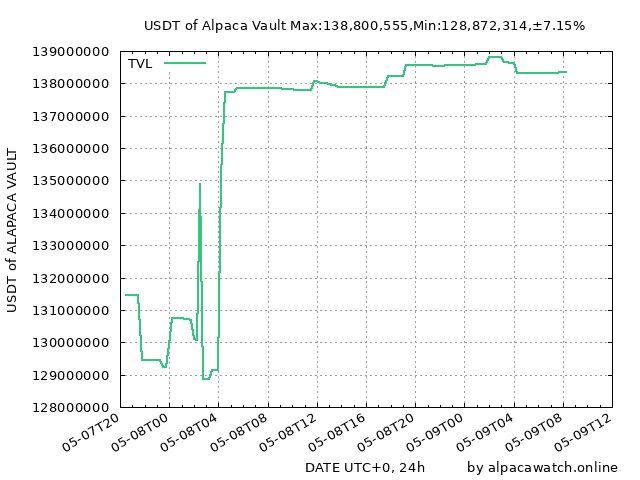 USDT of Alpaca Vault Max:138,800,555,Min:128,872,314,±7.15%
TVL
USDT of ALAPACA VAULT
139000000
138000000
137000000
136000000
135000000
134000000
133000000
132000000
131000000
130000000
129000000
128000000
05-07T20
05-08T00
05-08T04
05-08T08
05-08T12
05-08T16
05-08T20
05-09T00
05-09T04
05-09T08
05-09T12
DATE UTC+0, 24h
by alpacawatch.online